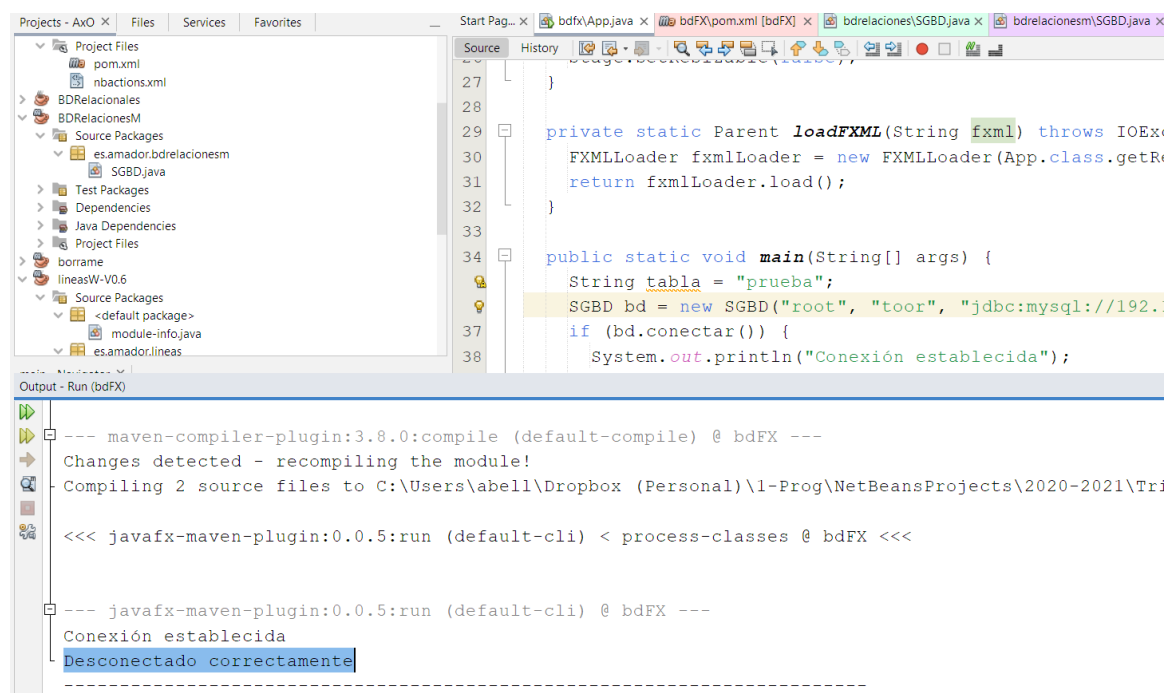 Projects - AxO × Files Services Favorites
Project Files
pom.xml
nbactions.xml
BDRelacionales
BDRelacionesM
Source Packages
es.amador.bdrelacionesm
SGBD.java
Test Packages
Dependencies
Java Dependencies
Project Files
borrame
lineasW-V0.6
Source Packages
<default package>
module-info.java
es.amador.lineas
main - Navigator ×
Start Pag... × bdfx\App.java × bdFX\pom.xml [bdFX] × bdrelaciones\SGBD.java × bdrelacionesm\SGBD.java ×
Source History
26 stage.setResizable(false);
27 }
28
29 private static Parent loadFXML(String fxml) throws IOExc
30 FXMLLoader fxmlLoader = new FXMLLoader(App.class.getRe
31 return fxmlLoader.load();
32 }
33
34 public static void main(String[] args) {
String tabla = "prueba";
SGBD bd = new SGBD("root", "toor", "jdbc:mysql://192.
37 if (bd.conectar()) {
38 System.out.println("Conexión establecida");
Output - Run (bdFX)
--- maven-compiler-plugin:3.8.0:compile (default-compile) @ bdFX ---
Changes detected - recompiling the module!
Compiling 2 source files to C:\Users\abell\Dropbox (Personal)\1-Prog\NetBeansProjects\2020-2021\Tri
<<< javafx-maven-plugin:0.0.5:run (default-cli) < process-classes @ bdFX <<<
--- javafx-maven-plugin:0.0.5:run (default-cli) @ bdFX ---
Conexión establecida
Desconectado correctamente
------------------------------------------------------------------------